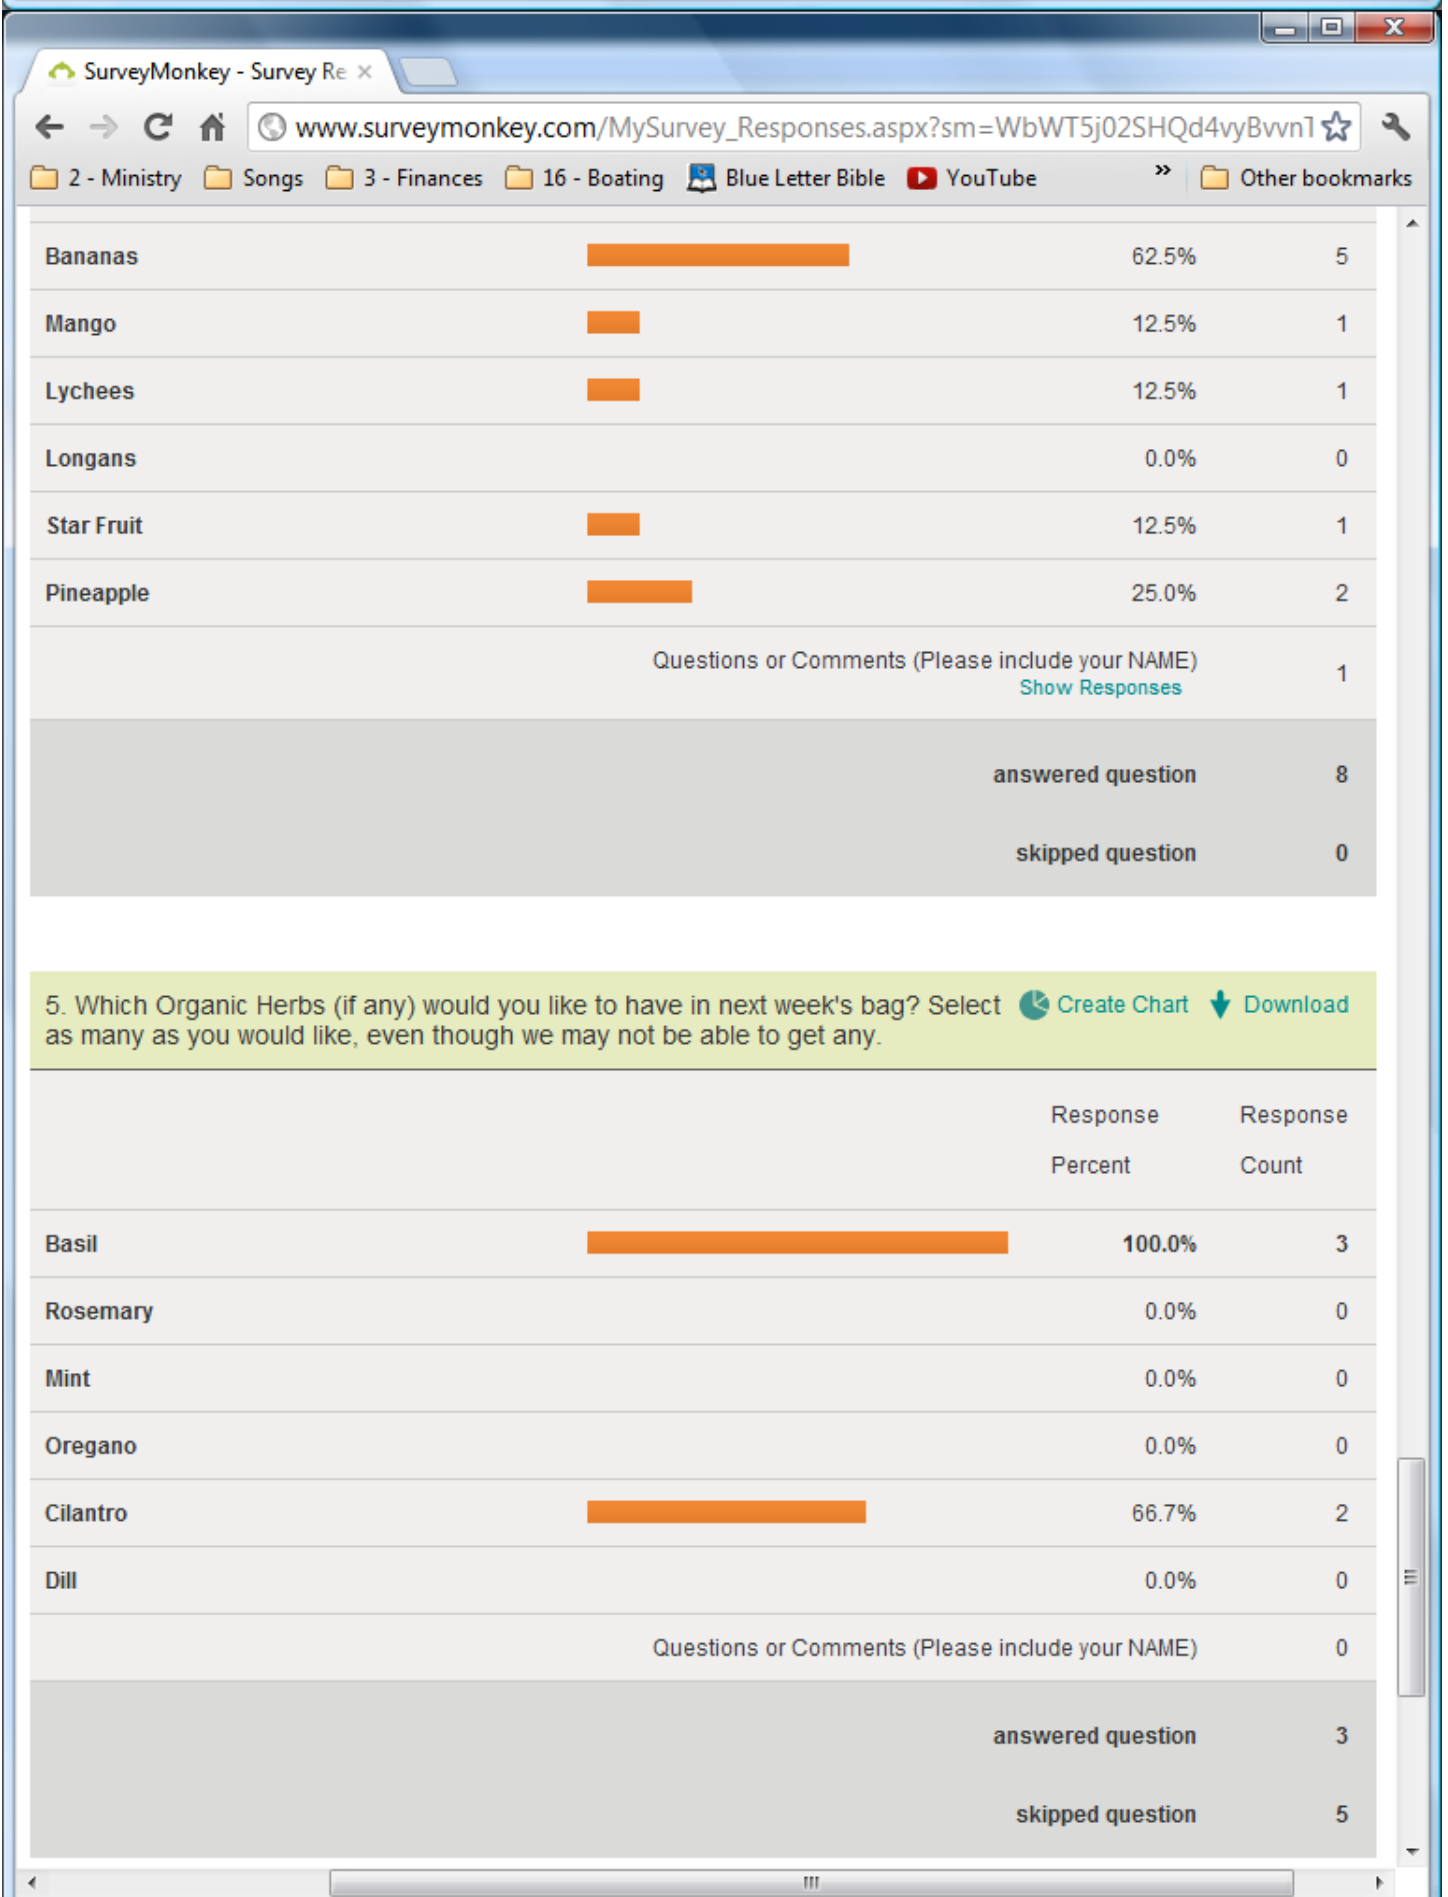 SurveyMonkey - Survey Re
www.surveymonkey.com/MySurvey_Responses.aspx?sm=WbWT5j02SHQd4vyBvvn
2 - Ministry Songs 3 - Finances 16 - Boating Blue Letter Bible YouTube » Other bookmarks
Bananas 62.5% 5
Mango 12.5% 1
Lychees 12.5% 1
Longans 0.0% 0
Star Fruit 12.5% 1
Pineapple 25.0% 2
Questions or Comments (Please include your NAME) 1
Show Responses
answered question 8
skipped question 0
5. Which Organic Herbs (if any) would you like to have in next week's bag? Select Create Chart Download
as many as you would like, even though we may not be able to get any.
Response Response
Percent Count
Basil 100.0% 3
Rosemary 0.0% 0
Mint 0.0% 0
Oregano 0.0% 0
Cilantro 66.7% 2
Dill 0.0% 0
Questions or Comments (Please include your NAME) 0
answered question 3
skipped question 5